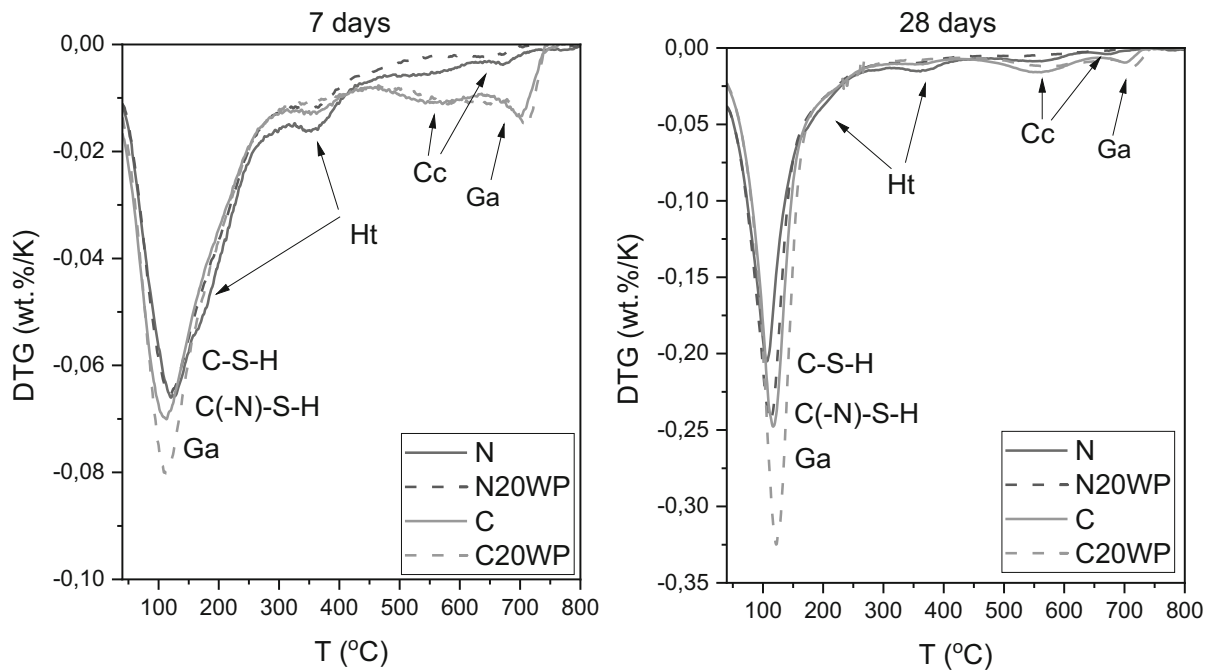 7 days
0,00
-0,02
-0,04
-0,06
-0,08
-0,10
DTG (wt.%/K)
100 200 300 400 500 600 700 800
T (°C)
Cc
Ga
Ht
C-S-H
C(-N)-S-H
Ga
N
N20WP
C
C20WP
28 days
0,00
-0,05
-0,10
-0,15
-0,20
-0,25
-0,30
-0,35
DTG (wt.%/K)
100 200 300 400 500 600 700 800
T (°C)
Cc
Ga
Ht
C-S-H
C(-N)-S-H
Ga
N
N20WP
C
C20WP